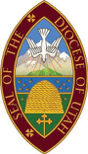 SEAL OF THE DIOCESE OF UTAH